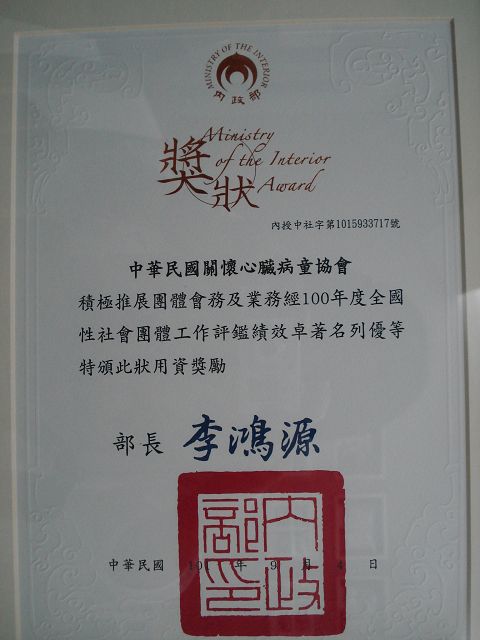 MINISTRY OF THE INTERIOR
內政部
獎狀
Ministry
of the Interior
Award
內授中社字第1015933717號
中華民國關懷心臟病童協會
積極推展團體會務及業務經100年度全國
性社會團體工作評鑑績效卓著名列優等
特頒此狀用資獎勵
部長 李鴻源
內政部印
中華民國 101 年 9 月 4 日